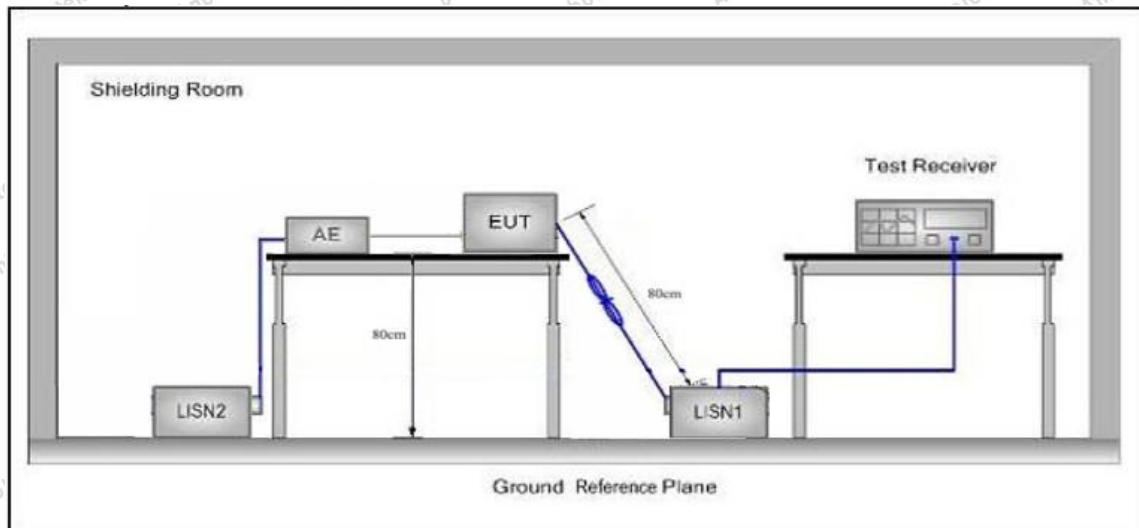 Shielding Room
Test Receiver
EUT
AE
80cm
80cm
LISN2
LISN1
Ground Reference Plane